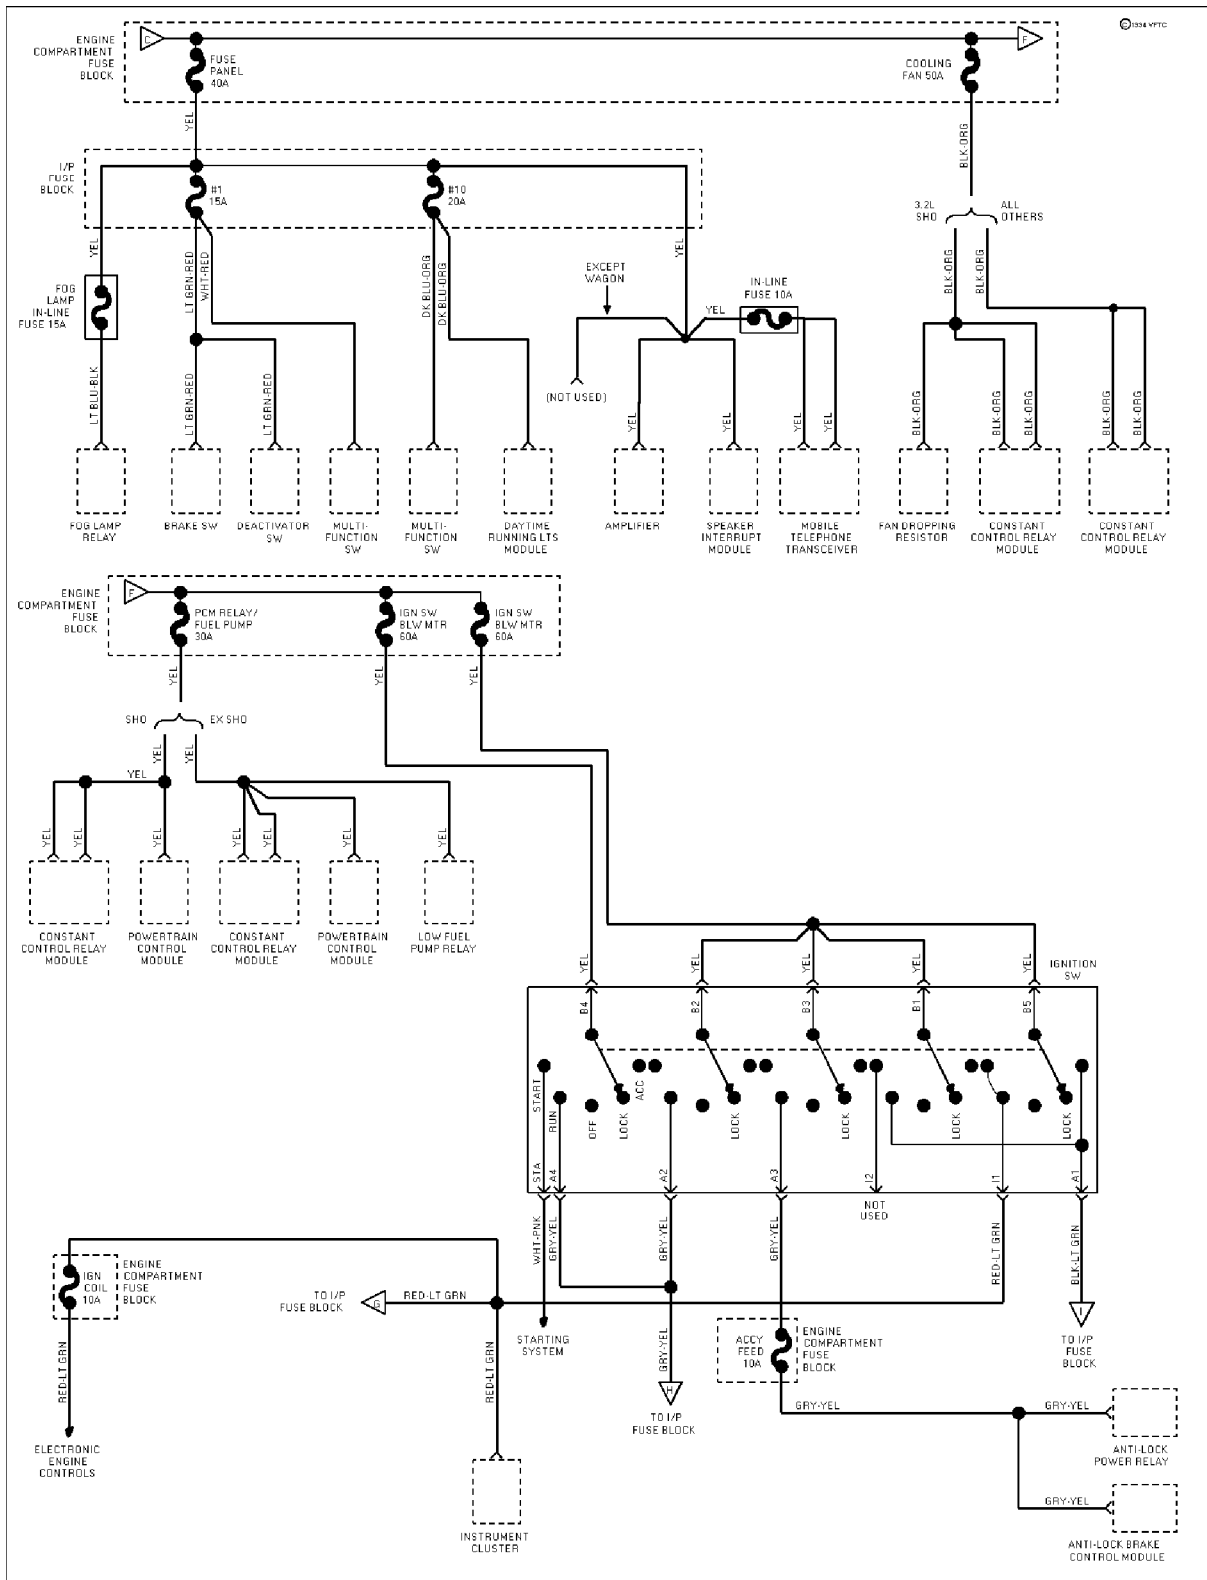 © 1994 VFTC
ENGINE
COMPARTMENT
FUSE
BLOCK
C
FUSE
PANEL
40A
COOLING
FAN 50A
F
YEL
BLK-ORG
I/P
FUSE
BLOCK
#1
15A
#10
20A
3.2L
SHO
ALL
OTHERS
YEL
LT GRN-RED
WHT-RED
DK BLU-ORG
DK BLU-ORG
YEL
BLK-ORG
BLK-ORG
EXCEPT
WAGON
IN-LINE
FUSE 10A
FOG
LAMP
IN-LINE
FUSE 15A
YEL
(NOT USED)
LT BLU-BLK
LT GRN-RED
LT GRN-RED
YEL
YEL
YEL
YEL
BLK-ORG
BLK-ORG
BLK-ORG
BLK-ORG
BLK-ORG
FOG LAMP
RELAY
BRAKE SW
DEACTIVATOR
SW
MULTI-
FUNCTION
SW
MULTI-
FUNCTION
SW
DAYTIME
RUNNING LTS
MODULE
AMPLIFIER
SPEAKER
INTERRUPT
MODULE
MOBILE
TELEPHONE
TRANSCEIVER
FAN DROPPING
RESISTOR
CONSTANT
CONTROL RELAY
MODULE
CONSTANT
CONTROL RELAY
MODULE
ENGINE
COMPARTMENT
FUSE
BLOCK
F
PCM RELAY/
FUEL PUMP
30A
IGN SW
BLW MTR
60A
IGN SW
BLW MTR
60A
YEL
YEL
YEL
SHO
EX SHO
YEL
YEL
YEL
YEL
YEL
YEL
YEL
YEL
YEL
YEL
CONSTANT
CONTROL RELAY
MODULE
POWERTRAIN
CONTROL
MODULE
CONSTANT
CONTROL RELAY
MODULE
POWERTRAIN
CONTROL
MODULE
LOW FUEL
PUMP RELAY
YEL
YEL
YEL
YEL
YEL
IGNITION
SW
B4
B2
B3
B1
B5
START
RUN
OFF
LOCK
ACC
LOCK
LOCK
LOCK
LOCK
STA
A4
A2
A3
I2
I1
A1
NOT
USED
WHT-PNK
GRY-YEL
GRY-YEL
GRY-YEL
RED-LT GRN
BLK-LT GRN
IGN
COIL
10A
ENGINE
COMPARTMENT
FUSE
BLOCK
TO I/P
FUSE BLOCK
G
RED-LT GRN
STARTING
SYSTEM
ACCY
FEED
10A
ENGINE
COMPARTMENT
FUSE
BLOCK
I
TO I/P
FUSE
BLOCK
RED-LT GRN
RED-LT GRN
GRY-YEL
H
TO I/P
FUSE BLOCK
GRY-YEL
GRY-YEL
ELECTRONIC
ENGINE
CONTROLS
ANTI-LOCK
POWER RELAY
GRY-YEL
INSTRUMENT
CLUSTER
ANTI-LOCK BRAKE
CONTROL MODULE